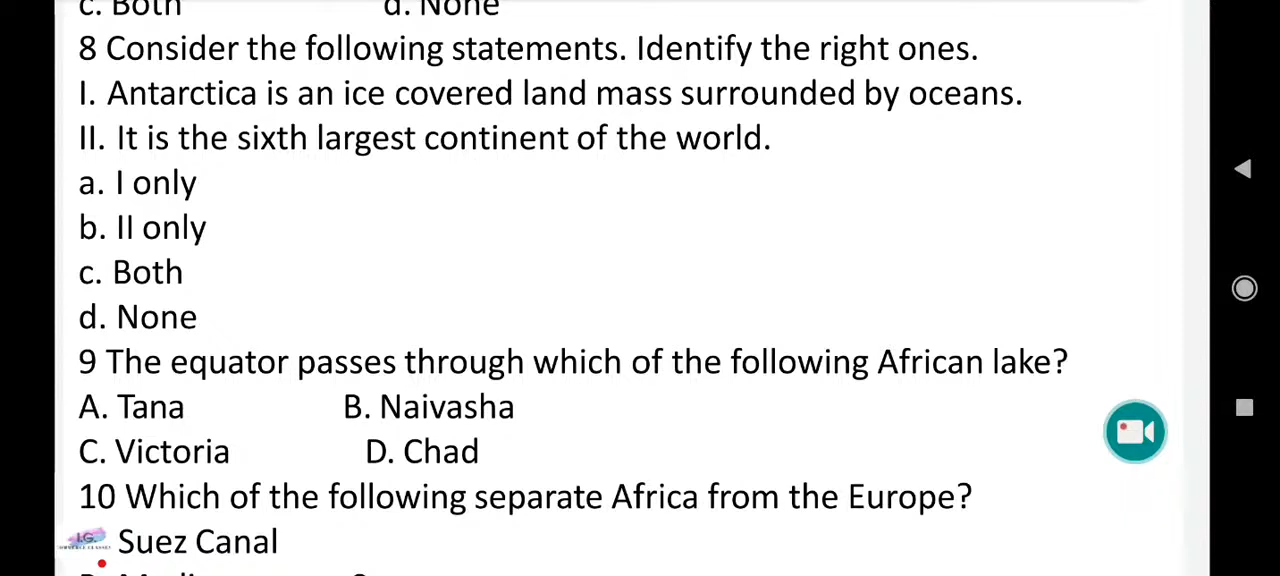 c. Both d. None
8 Consider the following statements. Identify the right ones.
I. Antarctica is an ice covered land mass surrounded by oceans.
II. It is the sixth largest continent of the world.
a. I only
b. II only
c. Both
d. None
9 The equator passes through which of the following African lake?
A. Tana B. Naivasha
C. Victoria D. Chad
10 Which of the following separate Africa from the Europe?
I.G. Suez Canal